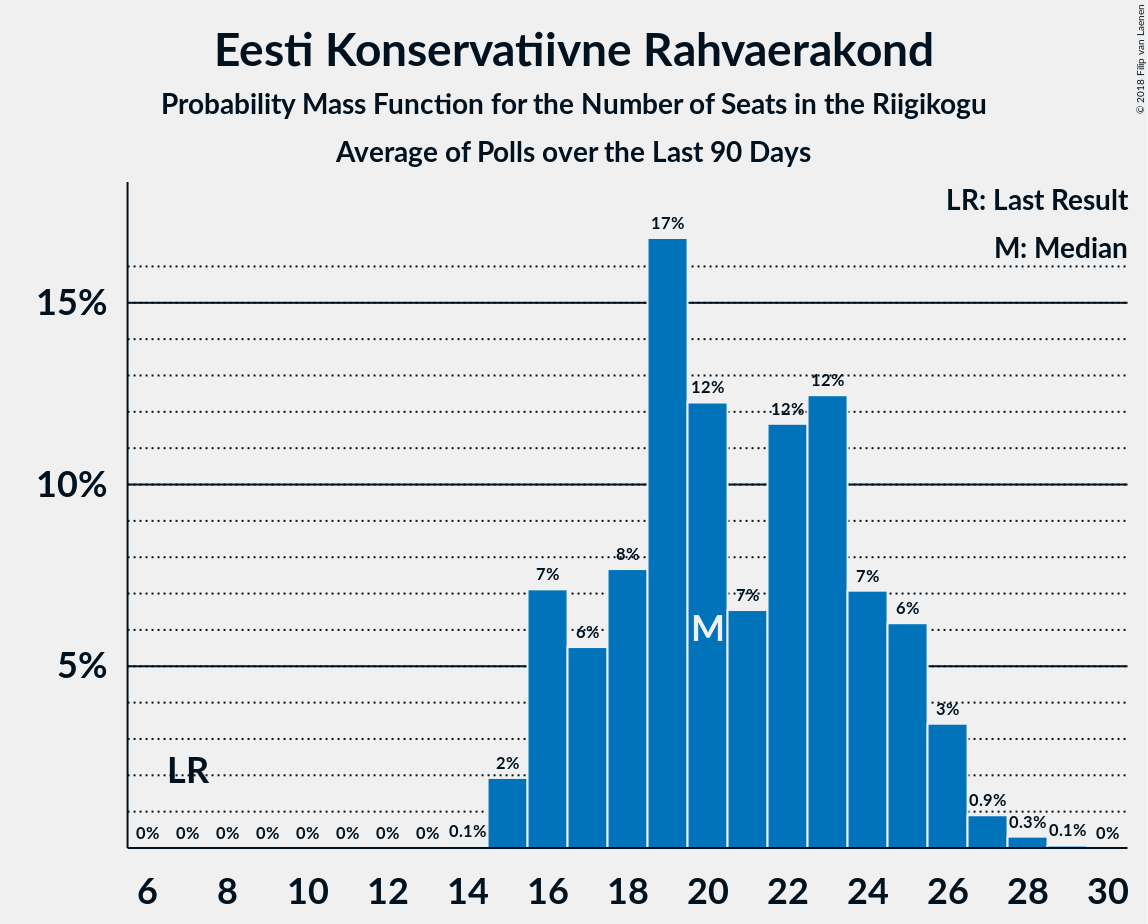 Eesti Konservatiivne Rahvaerakond
Probability Mass Function for the Number of Seats in the Riigikogu
Average of Polls over the Last 90 Days
© 2018 Filip van Laenen
LR: Last Result
M: Median
17%
15%
12% 12% 12%
10%
8%
7% 7% 7%
6% 6%
M
5%
3%
LR
2%
0.9%
0% 0% 0% 0% 0% 0% 0% 0% 0.1% 0.3% 0.1% 0%
6 8 10 12 14 16 18 20 22 24 26 28 30